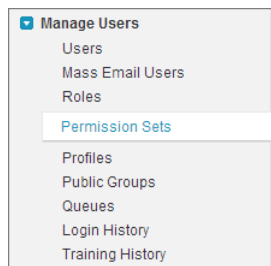 Manage Users
Users
Mass Email Users
Roles
Permission Sets
Profiles
Public Groups
Queues
Login History
Training History